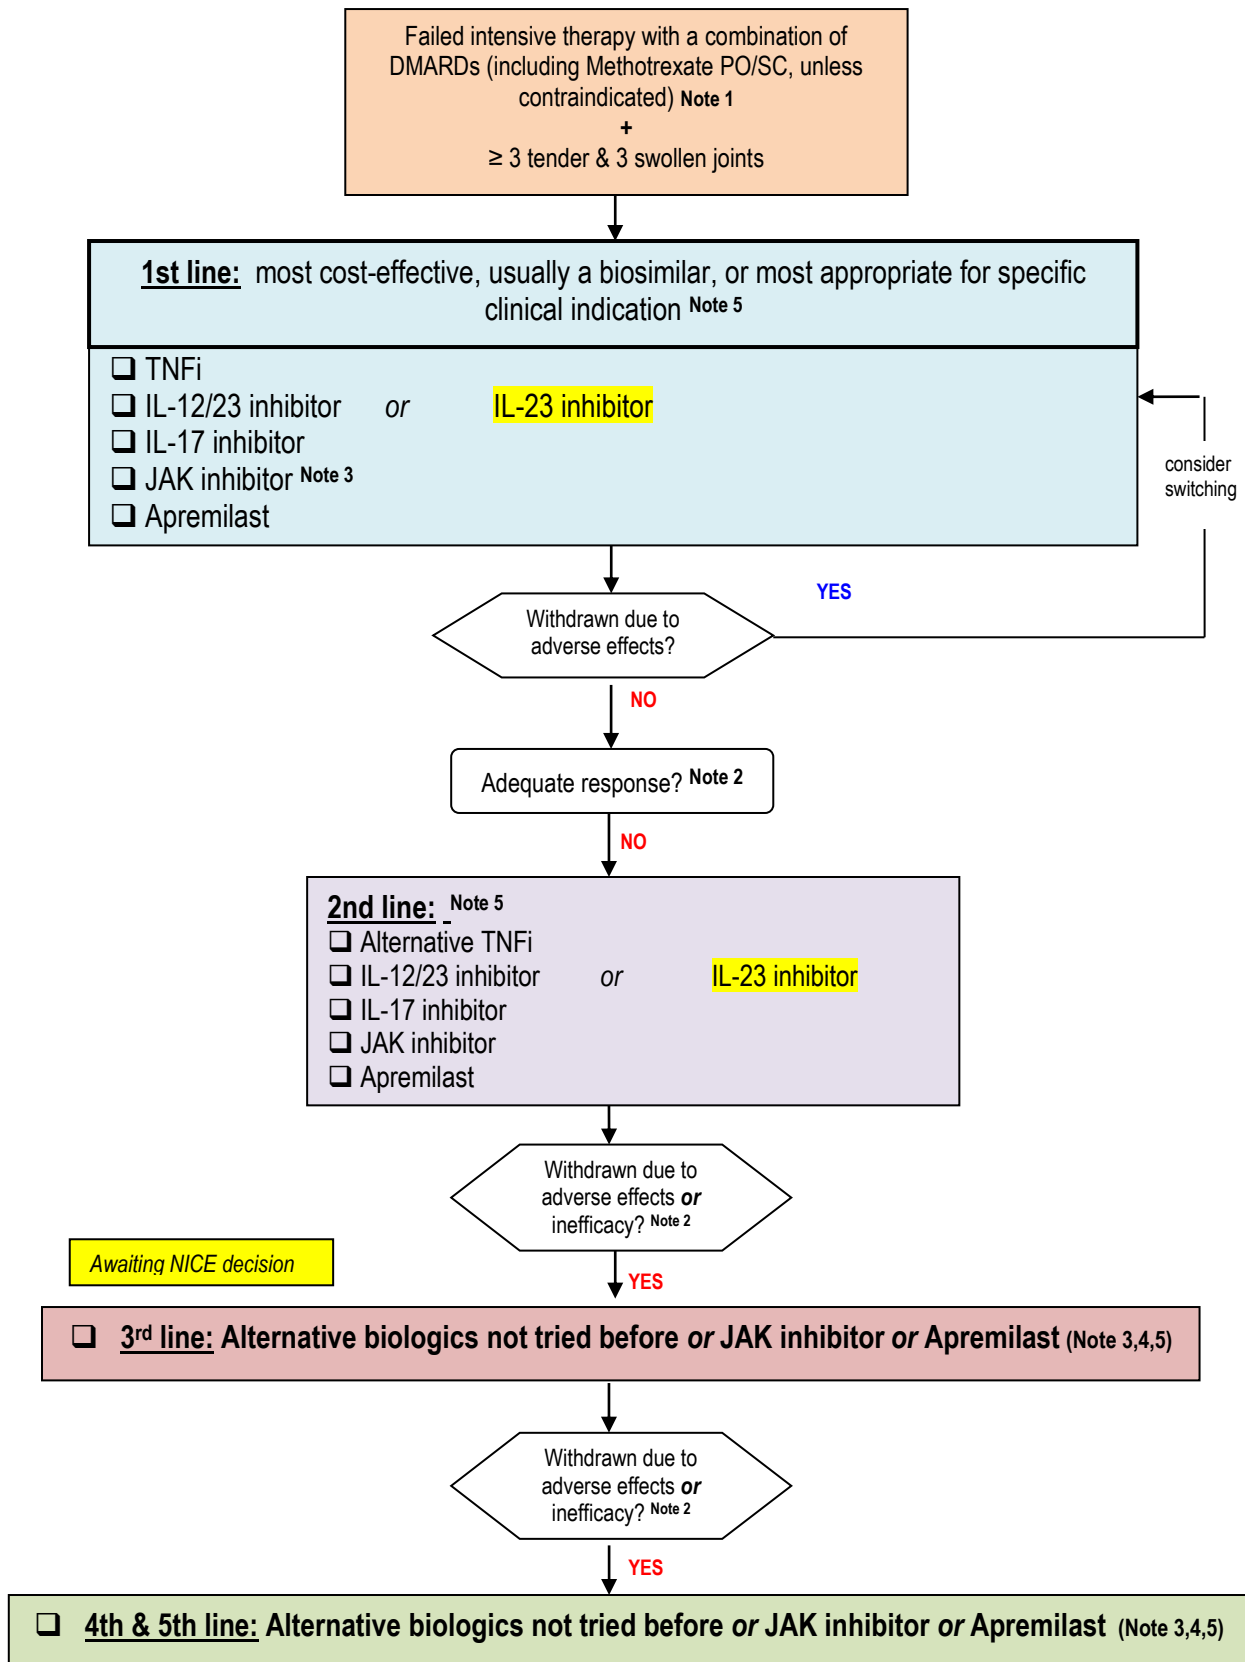 Failed intensive therapy with a combination of
DMARDs (including Methotrexate PO/SC, unless
contraindicated) Note 1
+
≥ 3 tender & 3 swollen joints
1st line: most cost-effective, usually a biosimilar, or most appropriate for specific
clinical indication Note 5
❑ TNFi
❑ IL-12/23 inhibitor or IL-23 inhibitor
❑ IL-17 inhibitor
❑ JAK inhibitor Note 3
❑ Apremilast
consider
switching
YES
Withdrawn due to
adverse effects?
NO
Adequate response? Note 2
NO
2nd line: Note 5
❑ Alternative TNFi
❑ IL-12/23 inhibitor or IL-23 inhibitor
❑ IL-17 inhibitor
❑ JAK inhibitor
❑ Apremilast
Withdrawn due to
adverse effects or
inefficacy? Note 2
Awaiting NICE decision
YES
❑ 3rd line: Alternative biologics not tried before or JAK inhibitor or Apremilast (Note 3,4,5)
Withdrawn due to
adverse effects or
inefficacy? Note 2
YES
❑ 4th & 5th line: Alternative biologics not tried before or JAK inhibitor or Apremilast (Note 3,4,5)